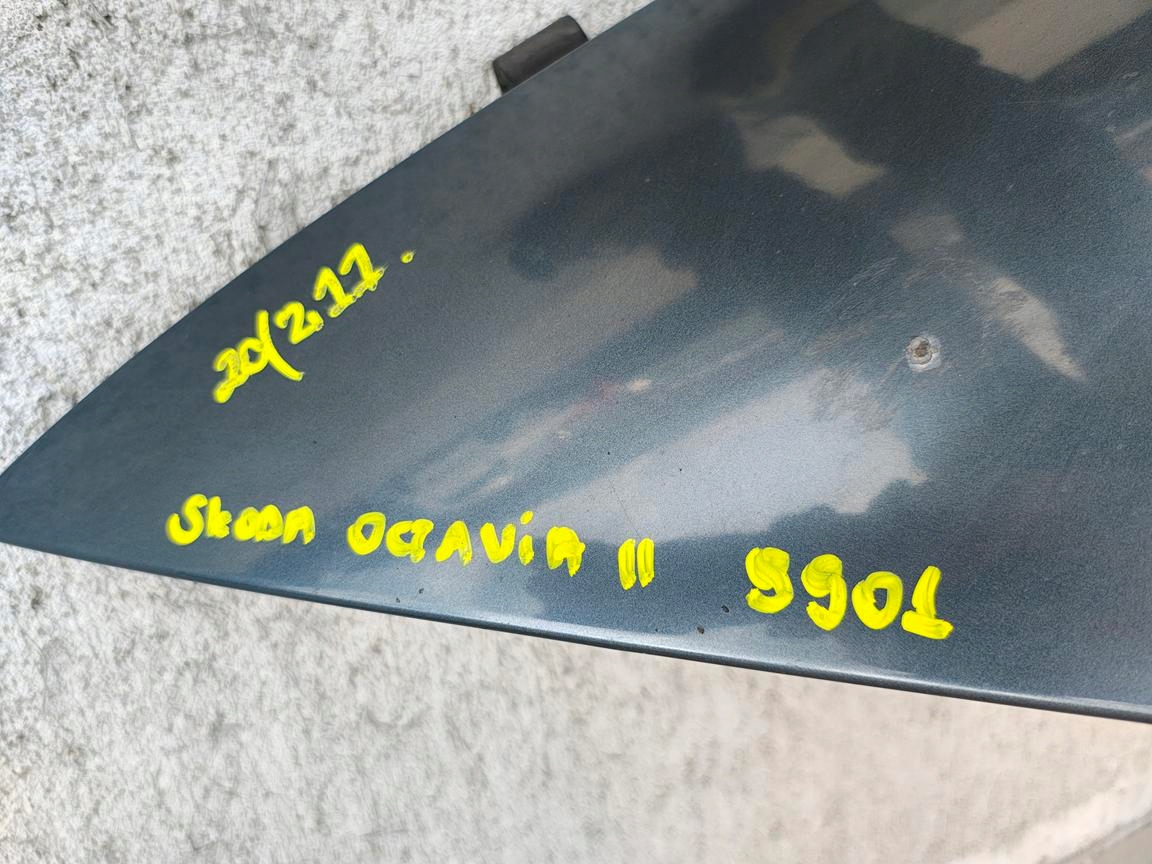 20/2.11.
SKODA OCTAViA II 9901